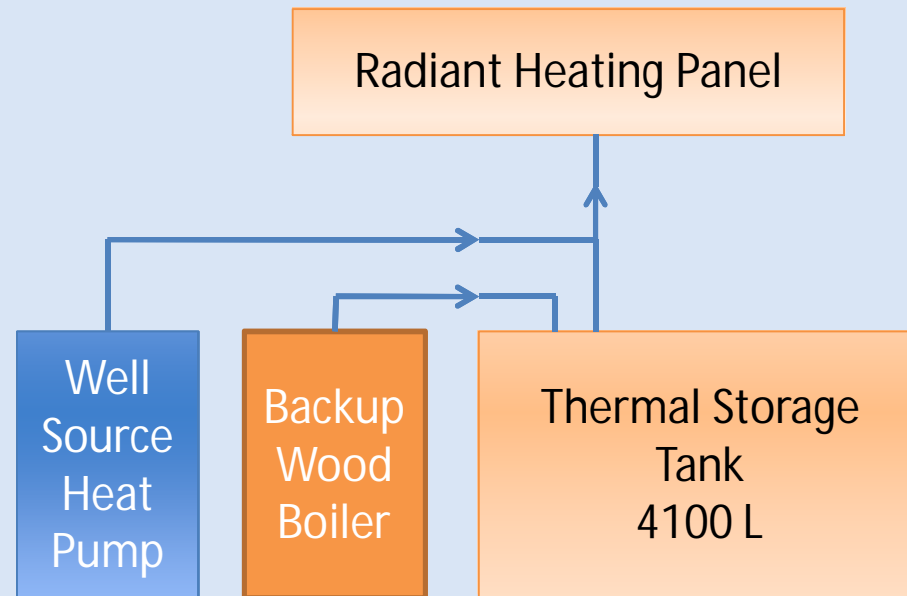 Radiant Heating Panel
Well
Source
Heat
Pump
Backup
Wood
Boiler
Thermal Storage
Tank
4100 L